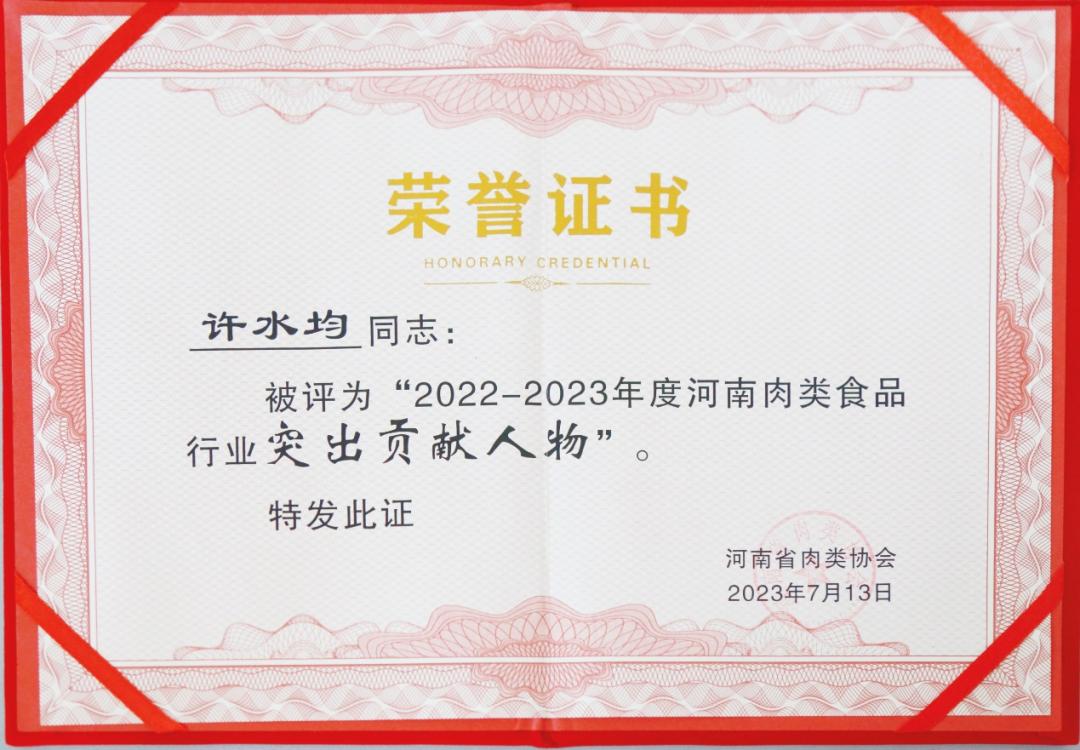 荣誉证书
HONORARY CREDENTIAL
许水均同志：
被评为“2022-2023年度河南肉类食品
行业突出贡献人物”。
特发此证
河南省肉类协会
2023年7月13日